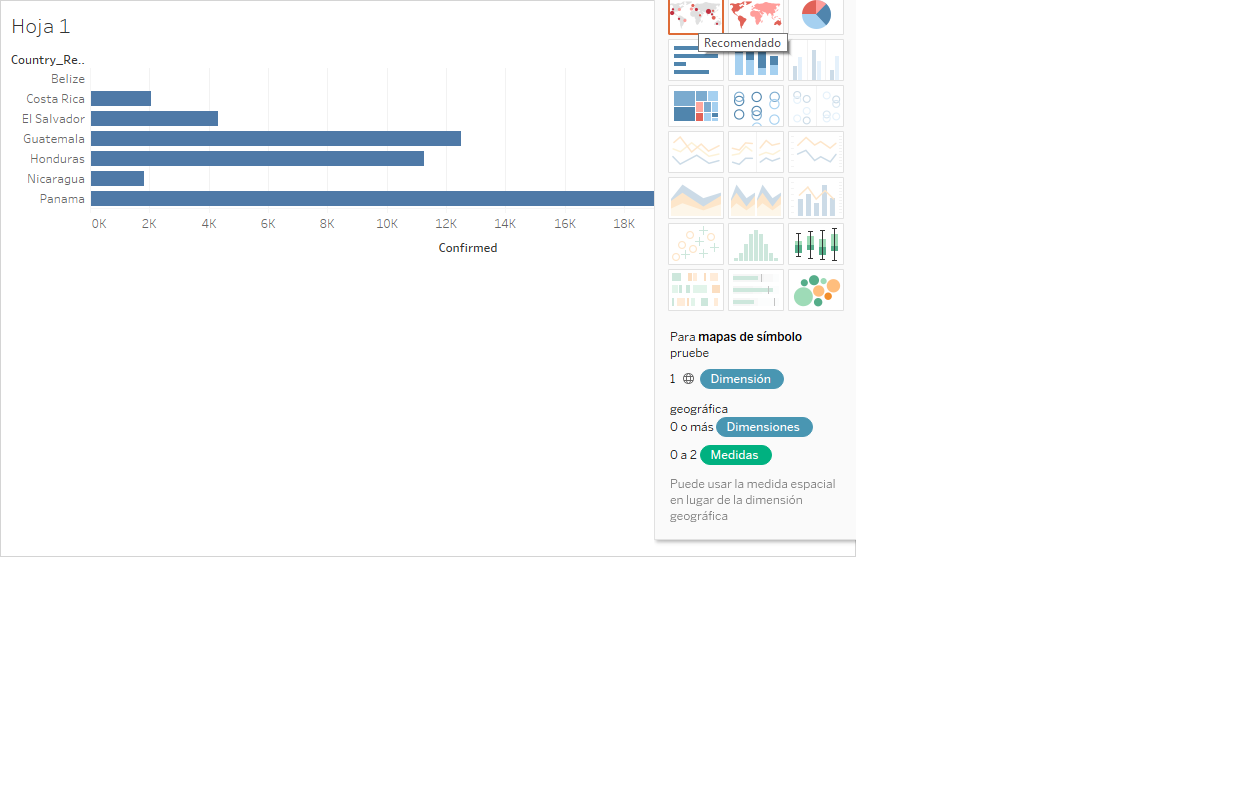 Hoja 1
Country_Re..
Belize
Costa Rica
El Salvador
Guatemala
Honduras
Nicaragua
Panama
0K 2K 4K 6K 8K 10K 12K 14K 16K 18K
Confirmed
Recomendado
Para mapas de símbolo
pruebe
1 Dimensión
geográfica
0 o más Dimensiones
0 a 2 Medidas
Puede usar la medida espacial
en lugar de la dimensión
geográfica